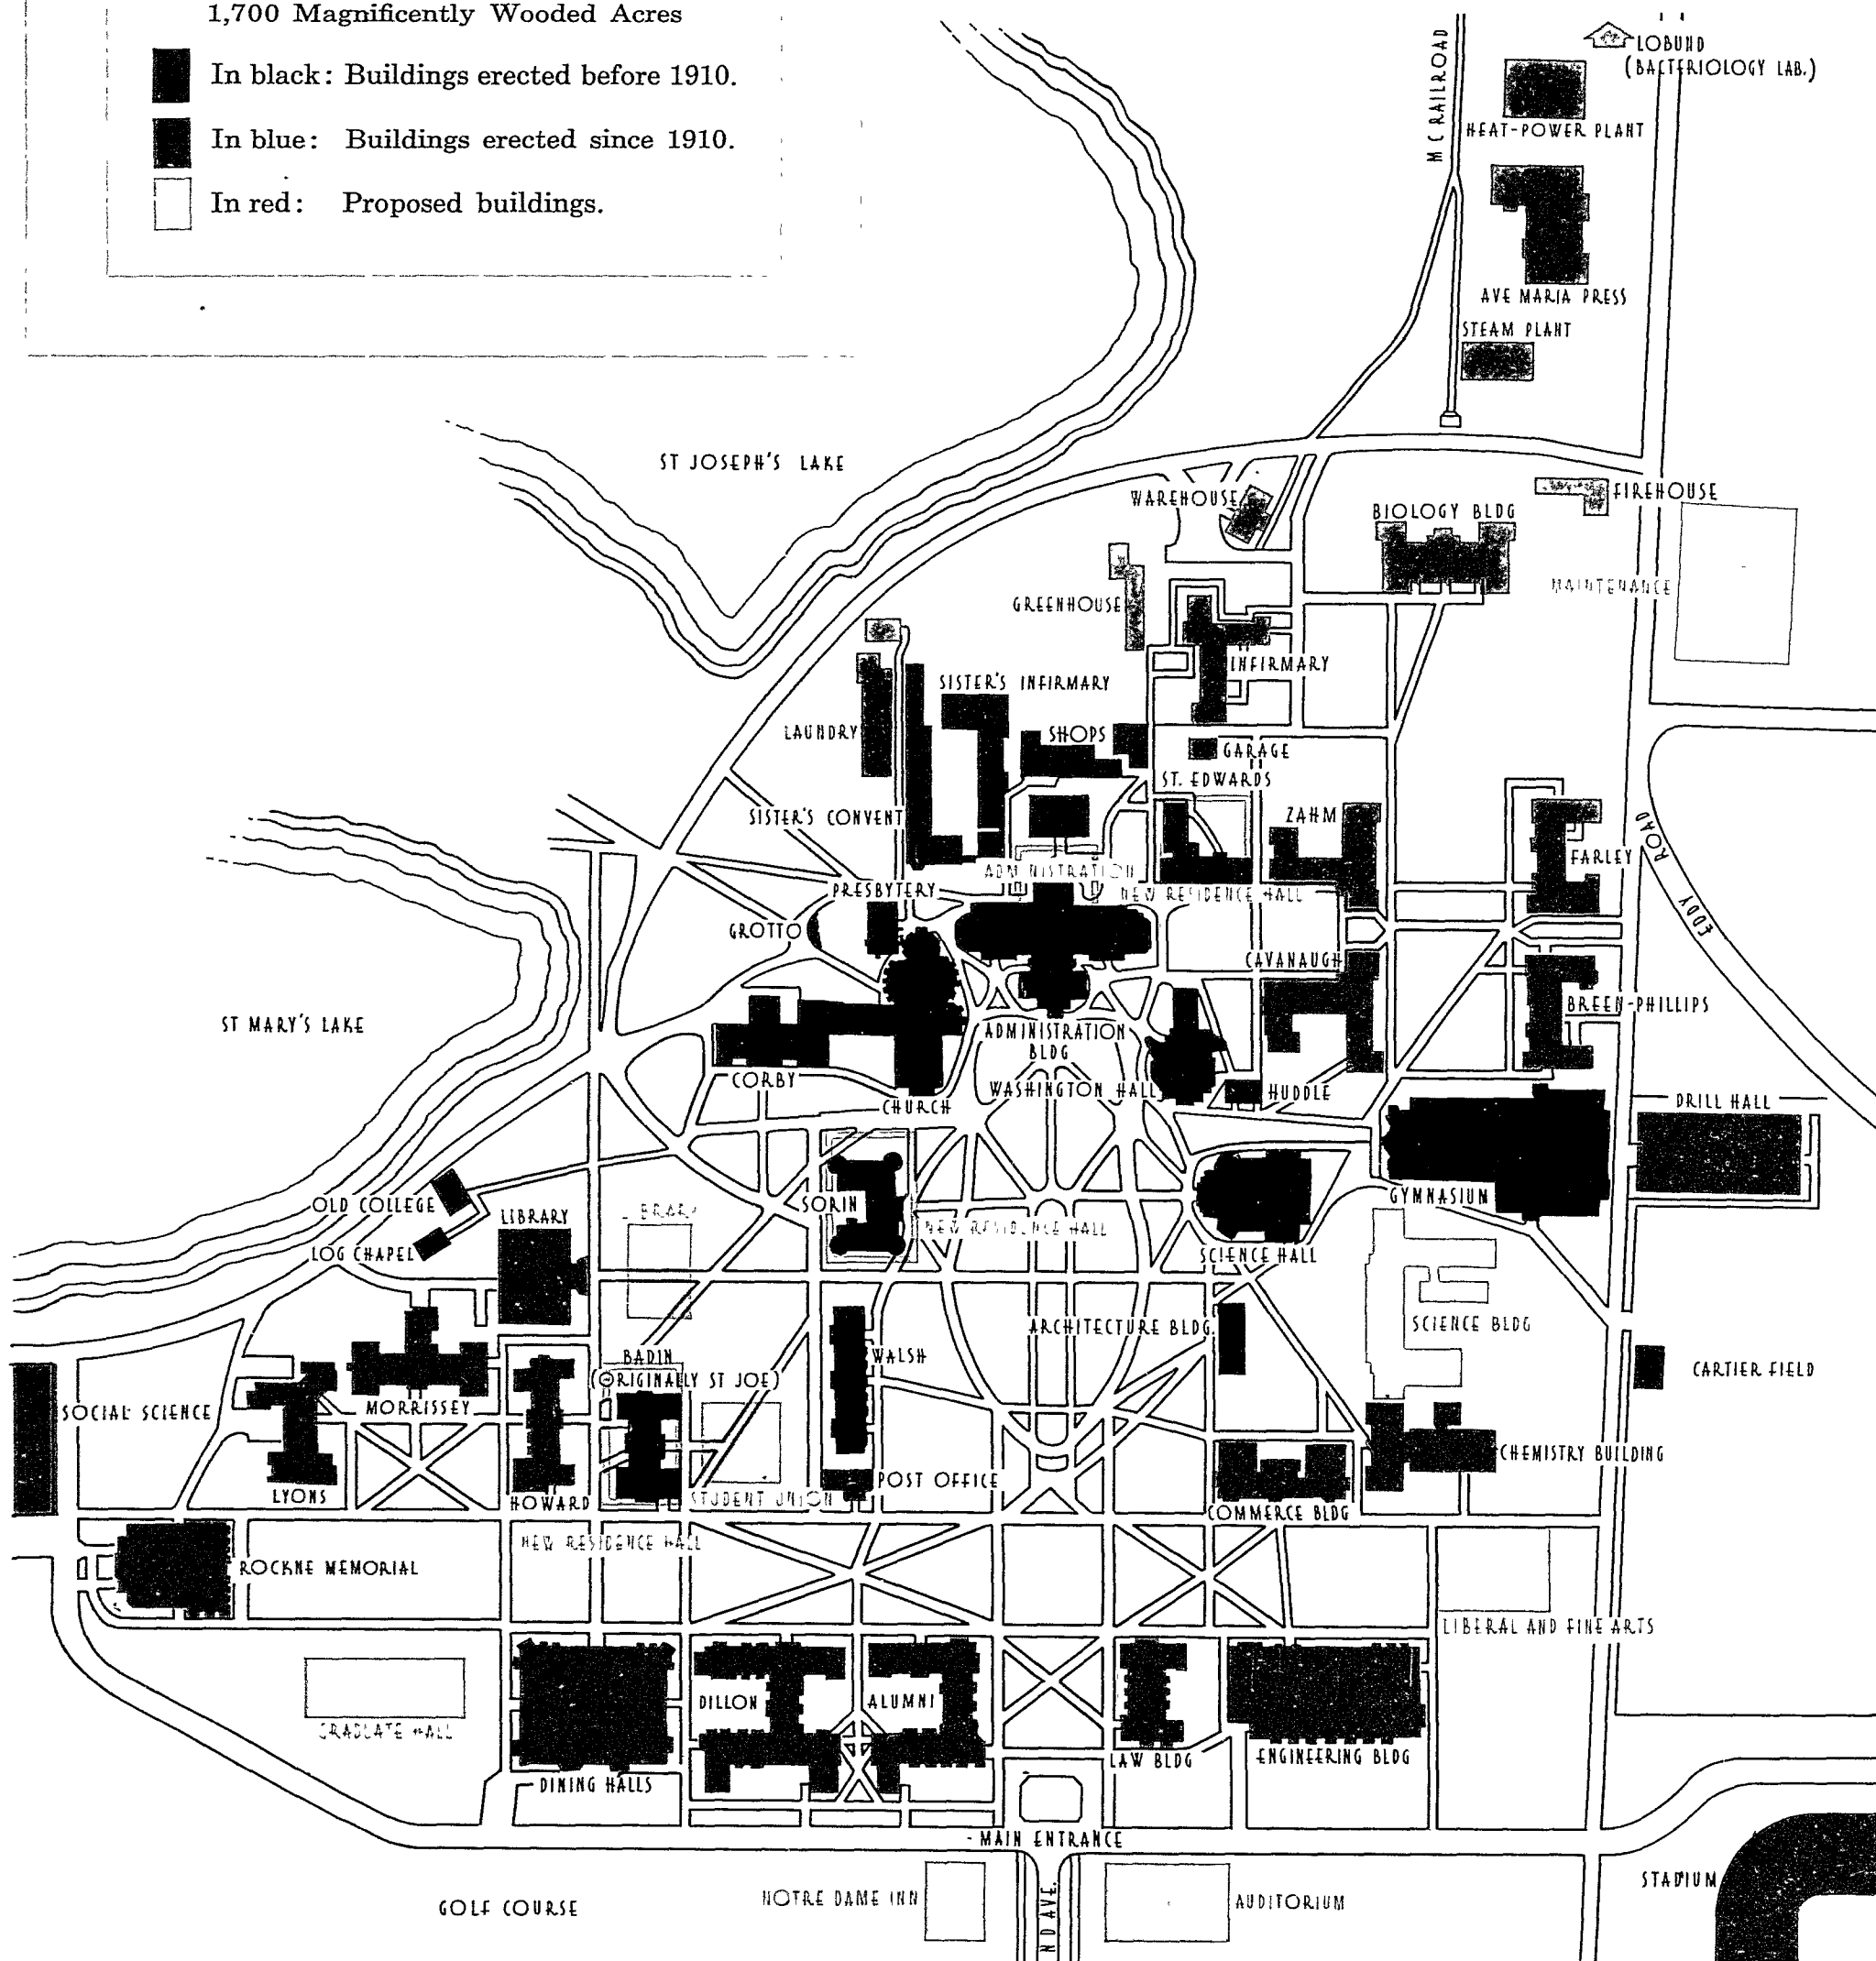 1,700 Magnificently Wooded Acres
In black: Buildings erected before 1910.
In blue: Buildings erected since 1910.
In red: Proposed buildings.
M C RAILROAD
LOBUND
(BACTERIOLOGY LAB.)
HEAT-POWER PLANT
AVE MARIA PRESS
STEAM PLANT
ST JOSEPH'S LAKE
WAREHOUSE
FIREHOUSE
BIOLOGY BLDG
MAINTENANCE
GREENHOUSE
INFIRMARY
SISTER'S INFIRMARY
LAUNDRY
SHOPS
GARAGE
ST. EDWARDS
SISTER'S CONVENT
ZAHM
FARLEY
EDDY ROAD
ADMINISTRATION
PRESBYTERY
NEW RESIDENCE HALL
GROTTO
CAVANAUGH
BREEN-PHILLIPS
ST MARY'S LAKE
ADMINISTRATION
BLDG
CORBY
WASHINGTON HALL
HUDDLE
CHURCH
DRILL HALL
OLD COLLEGE
SORIN
GYMNASIUM
LIBRARY
LIBRARY
NEW RESIDENCE HALL
LOG CHAPEL
SCIENCE HALL
ARCHITECTURE BLDG.
SCIENCE BLDG
BADIN
(ORIGINALLY ST JOE)
WALSH
CARTIER FIELD
SOCIAL SCIENCE
MORRISSEY
CHEMISTRY BUILDING
LYONS
HOWARD
STUDENT UNION
POST OFFICE
COMMERCE BLDG
NEW RESIDENCE HALL
ROCKNE MEMORIAL
LIBERAL AND FINE ARTS
DILLON
ALUMNI
GRADUATE HALL
LAW BLDG
ENGINEERING BLDG
DINING HALLS
- MAIN ENTRANCE
STADIUM
GOLF COURSE
NOTRE DAME INN
N D AVE.
AUDITORIUM